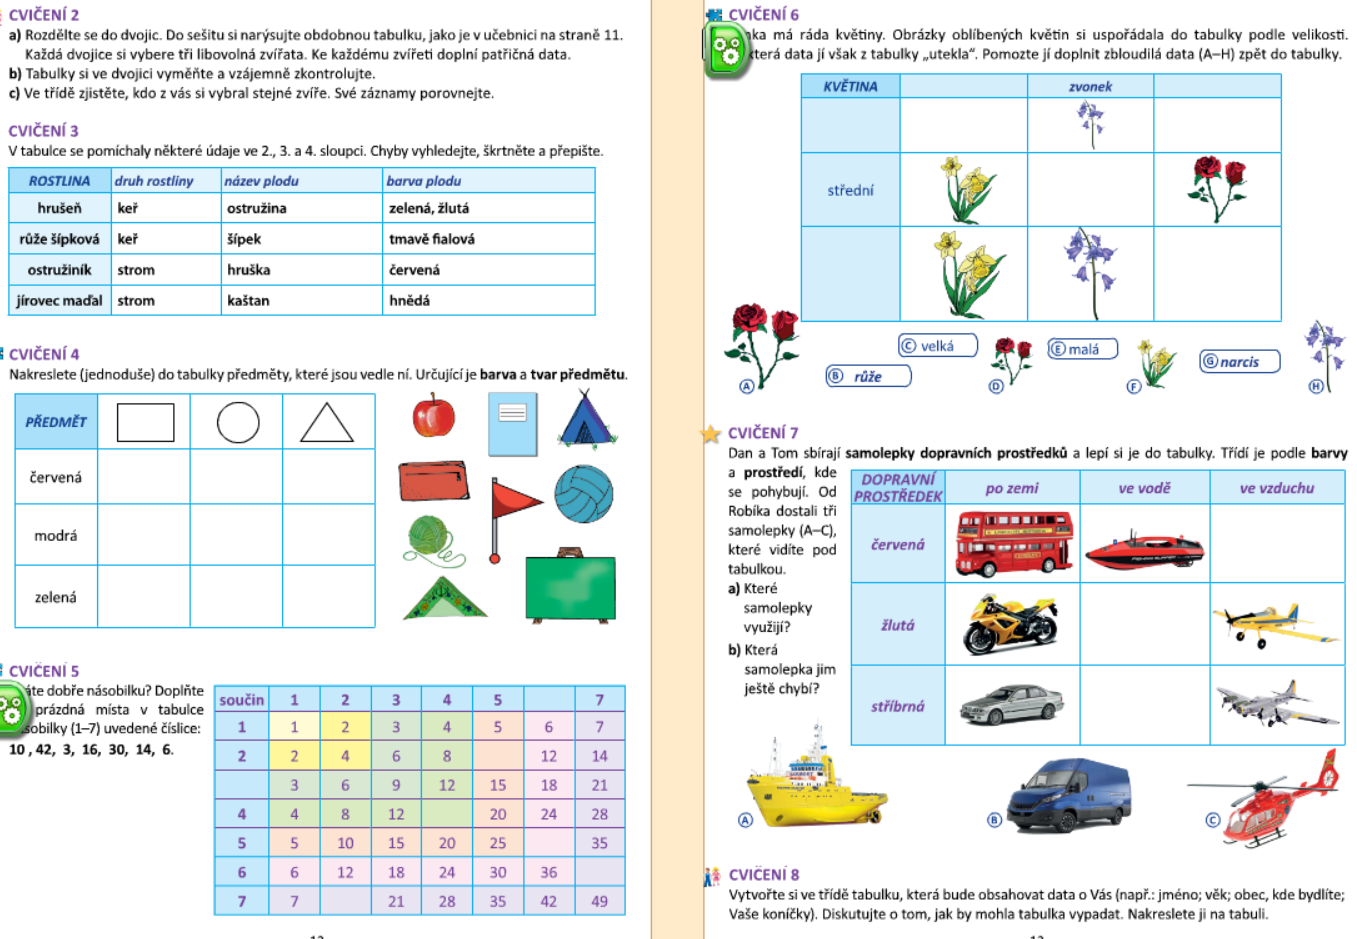 CVIČENÍ 2
a) Rozdělte se do dvojic. Do sešitu si narýsujte obdobnou tabulku, jako je v učebnici na straně 11.
Každá dvojice si vybere tři libovolná zvířata. Ke každému zvířeti doplní patřičná data.
b) Tabulky si ve dvojici vyměňte a vzájemně zkontrolujte.
c) Ve třídě zjistěte, kdo z vás si vybral stejné zvíře. Své záznamy porovnejte.
CVIČENÍ 3
V tabulce se pomíchaly některé údaje ve 2., 3. a 4. sloupci. Chyby vyhledejte, škrtněte a přepište.
ROSTLINA druh rostliny název plodu barva plodu
hrušeň keř ostružina zelená, žlutá
růže šípková keř šípek tmavě fialová
ostružiník strom hruška červená
jírovec maďal strom kaštan hnědá
CVIČENÍ 4
Nakreslete (jednoduše) do tabulky předměty, které jsou vedle ní. Určující je barva a tvar předmětu.
PŘEDMĚT
červená
modrá
zelená
CVIČENÍ 5
áte dobře násobilku? Doplňte
prázdná místa v tabulce
sobilky (1–7) uvedené číslice:
10 , 42, 3, 16, 30, 14, 6.
součin 1 2 3 4 5 7
1 1 2 3 4 5 6 7
2 2 4 6 8 12 14
3 6 9 12 15 18 21
4 4 8 12 20 24 28
5 5 10 15 20 25 35
6 6 12 18 24 30 36
7 7 21 28 35 42 49
CVIČENÍ 6
ka má ráda květiny. Obrázky oblíbených květin si uspořádala do tabulky podle velikosti.
terá data jí však z tabulky „utekla“. Pomozte jí doplnit zbloudilá data (A–H) zpět do tabulky.
KVĚTINA zvonek
střední
C velká
E malá
G narcis
B růže
A D F H
CVIČENÍ 7
Dan a Tom sbírají samolepky dopravních prostředků a lepí si je do tabulky. Třídí je podle barvy
a prostředí, kde
se pohybují. Od
Robíka dostali tři
samolepky (A–C),
které vidíte pod
tabulkou.
a) Které
samolepky
využijí?
b) Která
samolepka jim
ještě chybí?
DOPRAVNÍ
PROSTŘEDEK po zemi ve vodě ve vzduchu
červená
žlutá
stříbrná
A B C
CVIČENÍ 8
Vytvořte si ve třídě tabulku, která bude obsahovat data o Vás (např.: jméno; věk; obec, kde bydlíte;
Vaše koníčky). Diskutujte o tom, jak by mohla tabulka vypadat. Nakreslete ji na tabuli.